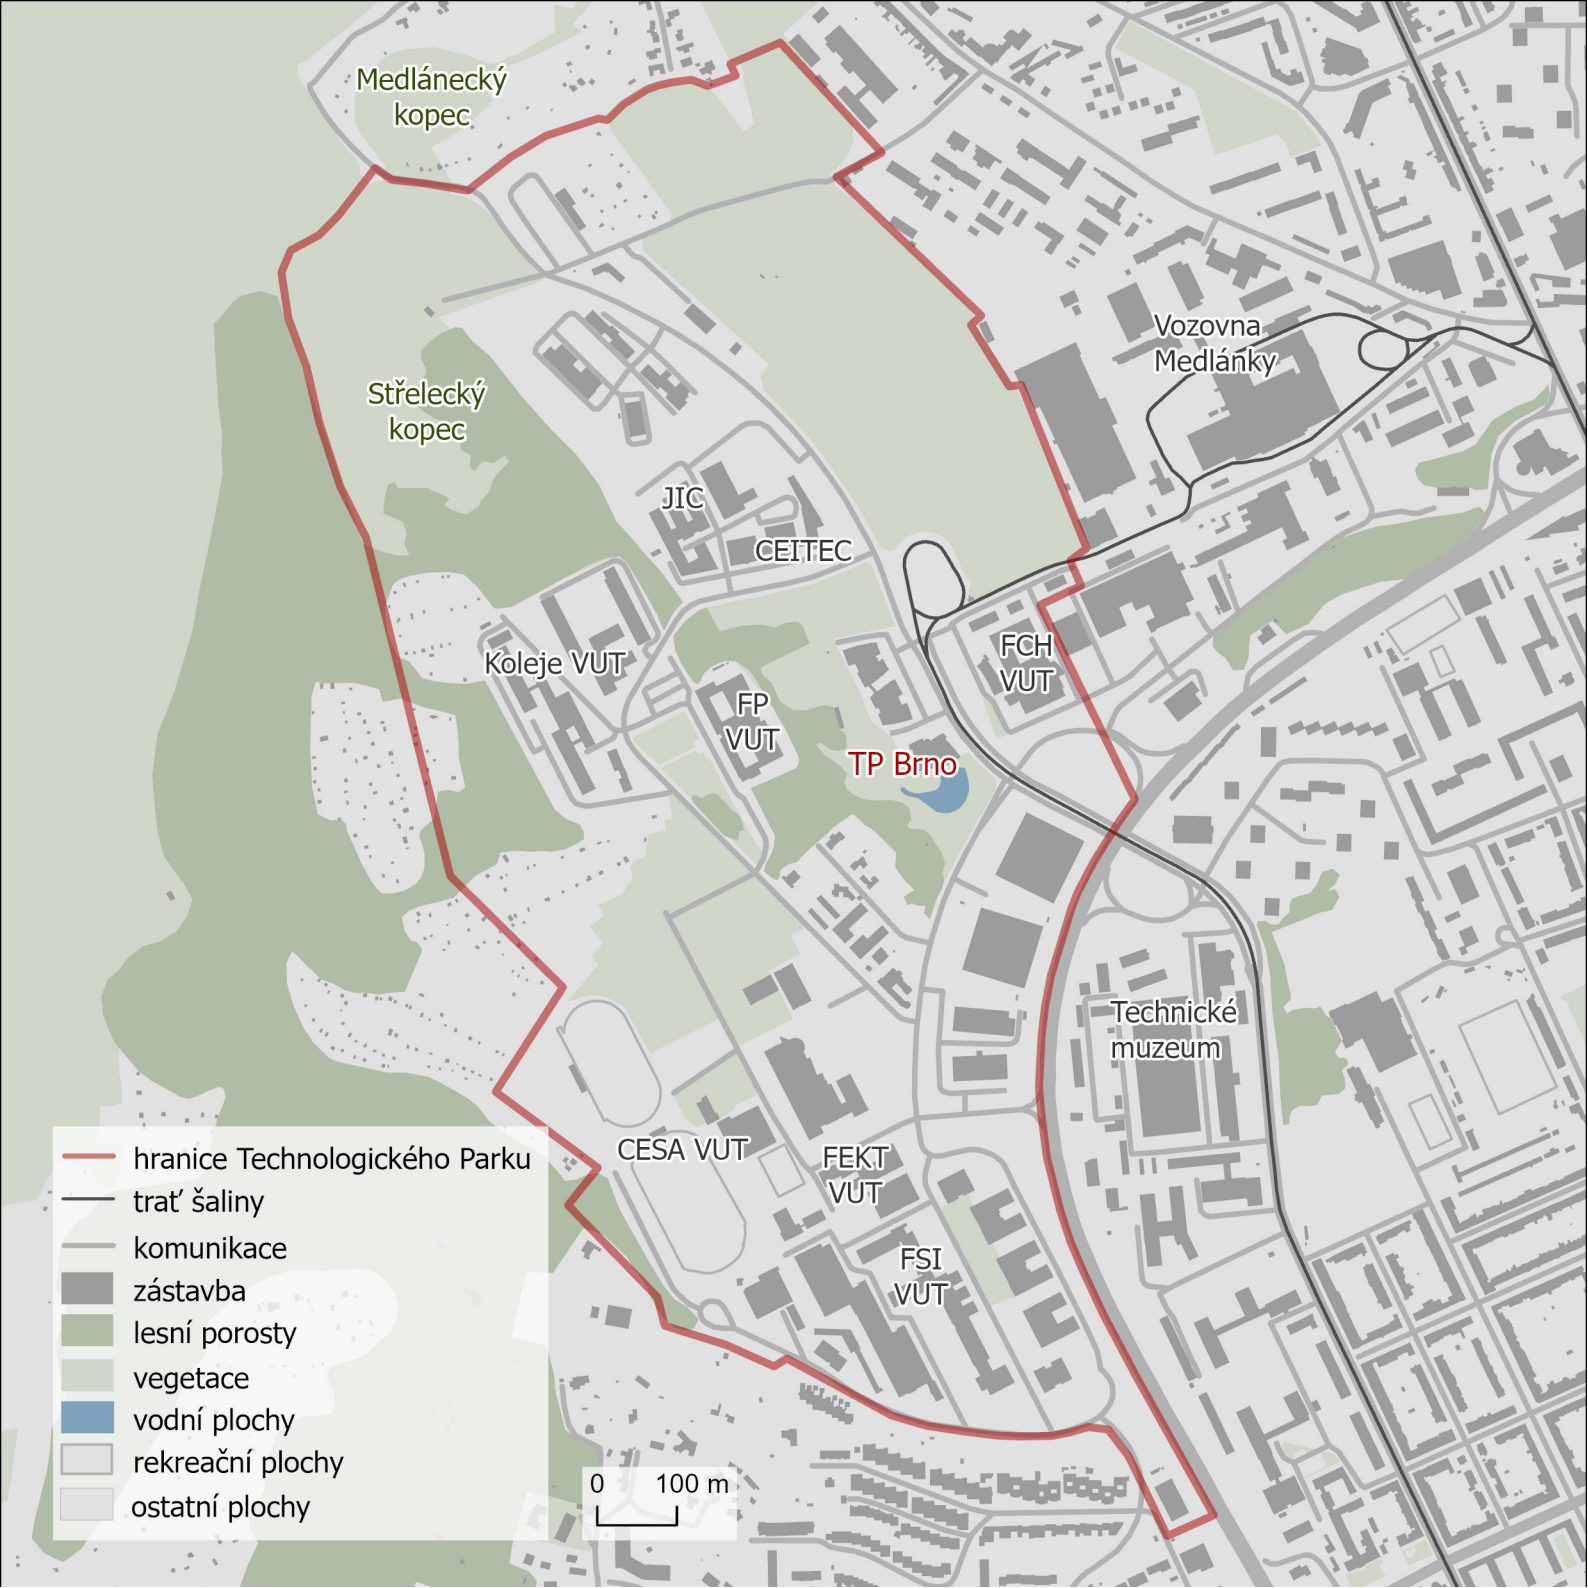 Medlánecký
kopec
Vozovna
Medlánky
Střelecký
kopec
JIC
CEITEC
FCH
VUT
Koleje VUT
FP
VUT
TP Brno
Technické
muzeum
CESA VUT
FEKT
VUT
FSI
VUT
hranice Technologického Parku
trať šaliny
komunikace
zástavba
lesní porosty
vegetace
vodní plochy
rekreační plochy
ostatní plochy
0 100 m